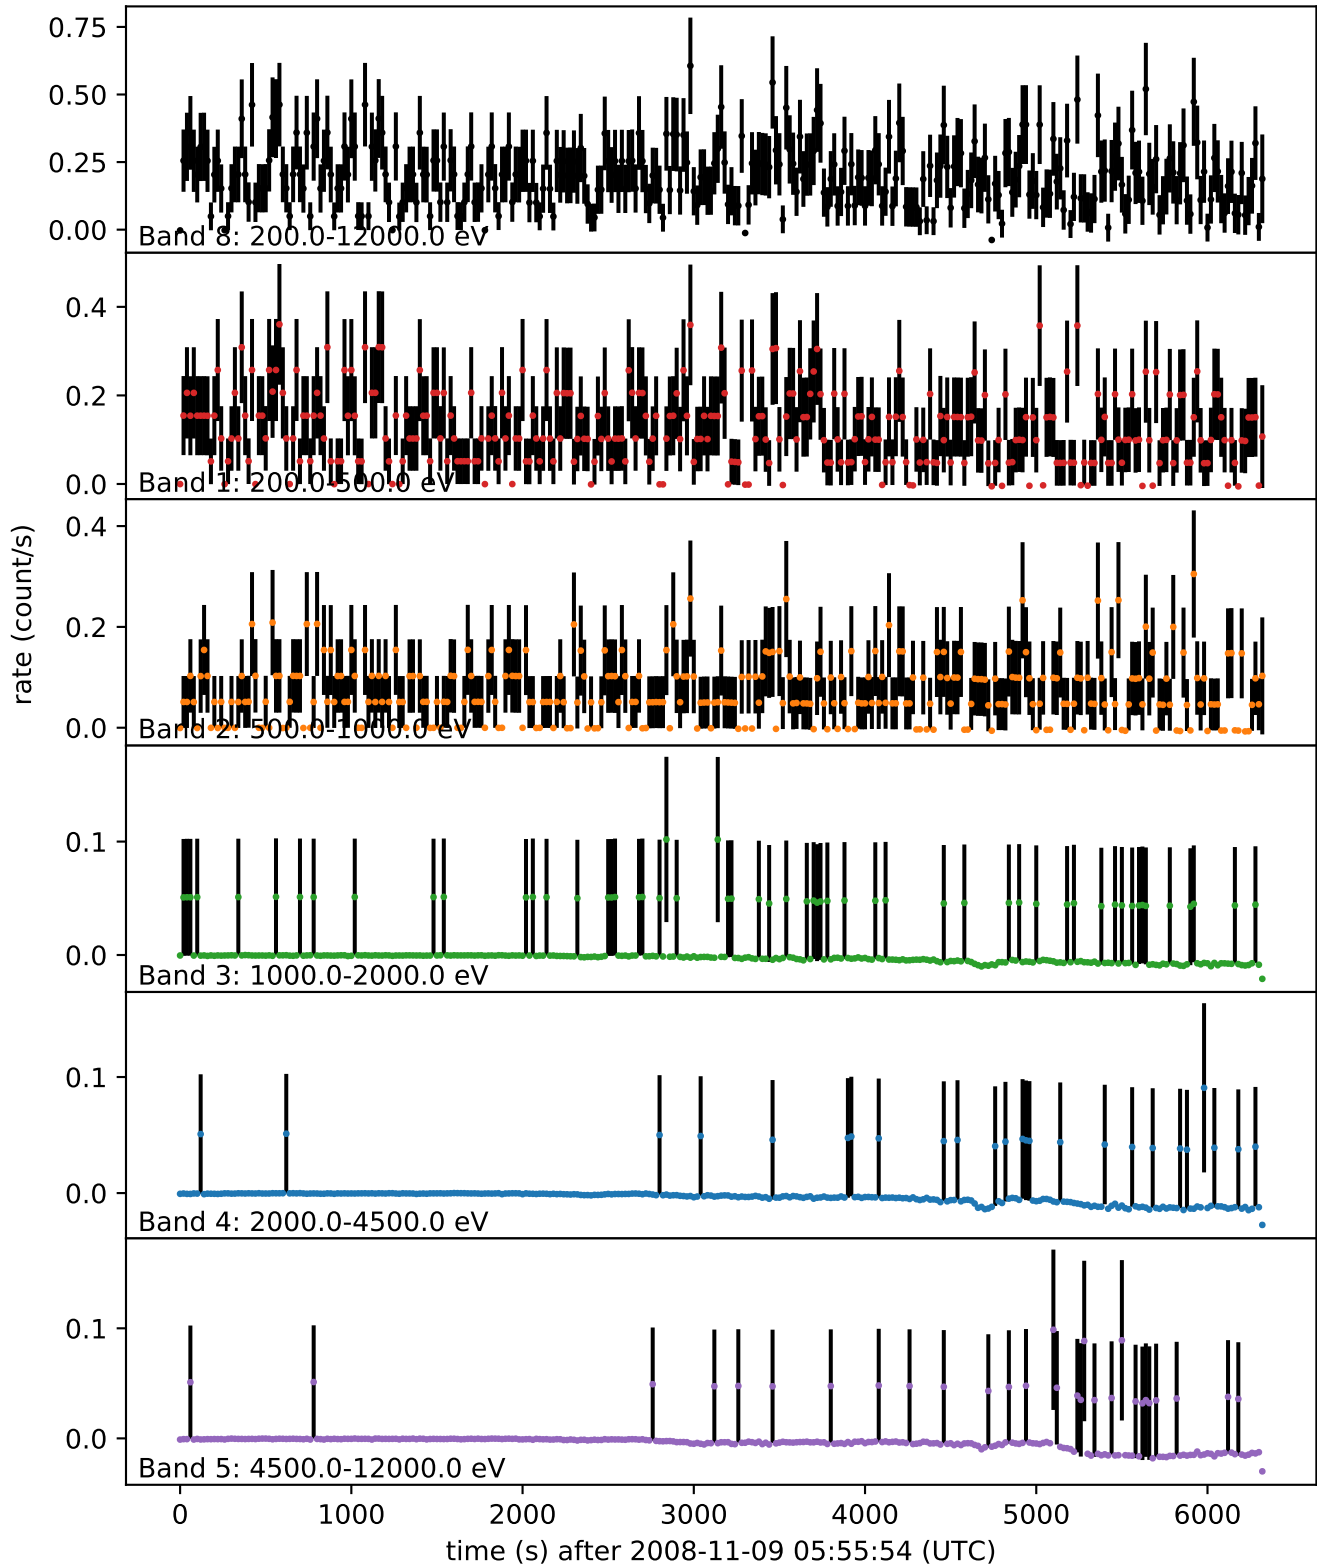 0.75
0.50
0.25
0.00
Band 8: 200.0-12000.0 eV
0.4
0.2
0.0
Band 1: 200.0-500.0 eV
rate (count/s)
0.4
0.2
0.0
Band 2: 500.0-1000.0 eV
0.1
0.0
Band 3: 1000.0-2000.0 eV
0.1
0.0
Band 4: 2000.0-4500.0 eV
0.1
0.0
Band 5: 4500.0-12000.0 eV
0 1000 2000 3000 4000 5000 6000
time (s) after 2008-11-09 05:55:54 (UTC)